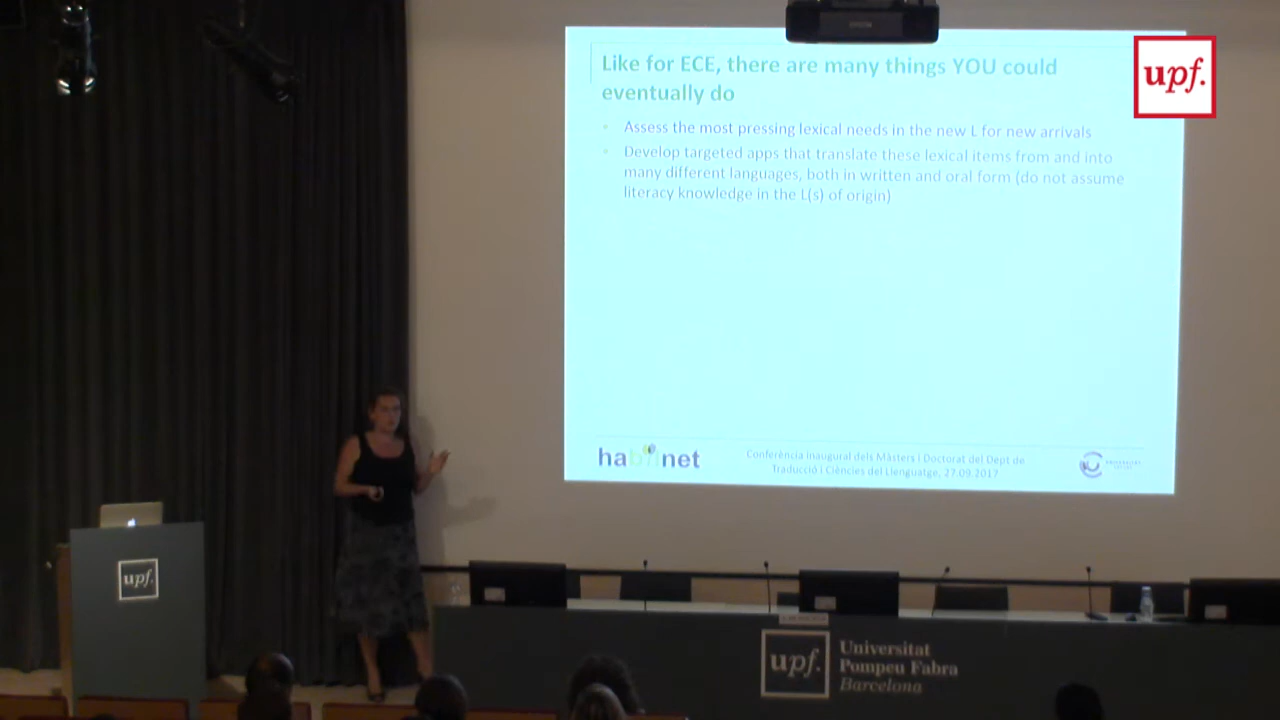 Like for ECE, there are many things YOU could
eventually do
Assess the most pressing lexical needs in the new L for new arrivals
Develop targeted apps that translate these lexical items from and into
many different languages, both in written and oral form (do not assume
literacy knowledge in the L(s) of origin)
habilnet
Conferència inaugural dels Màsters i Doctorat del Dept de
Traducció i Ciències del Llenguatge, 27.09.2017
upf.
upf.
upf.
Universitat
Pompeu Fabra
Barcelona